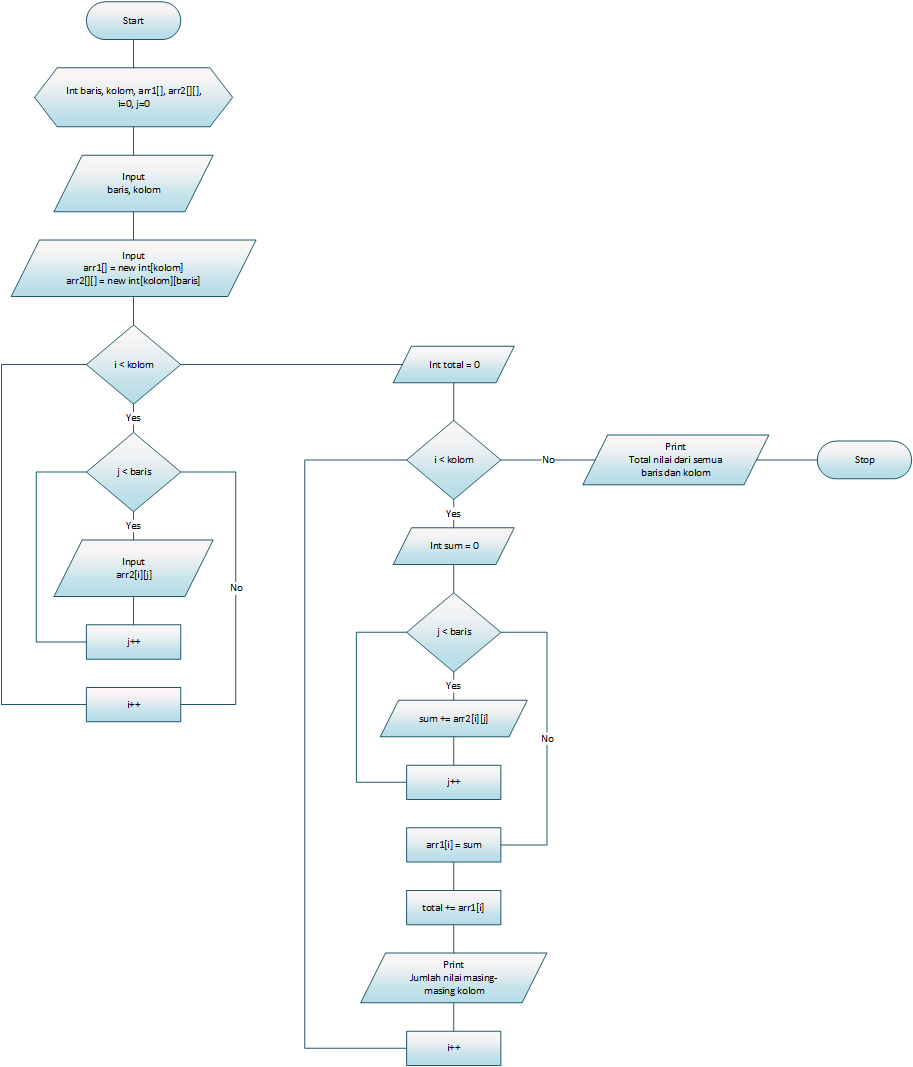 Start
Int baris, kolom, arr1[], arr2[][],
i=0, j=0
Input
baris, kolom
Input
arr1[] = new int[kolom]
arr2[][] = new int[kolom][baris]
i < kolom
Yes
j < baris
Yes
Input
arr2[i][j]
No
j++
i++
Int total = 0
i < kolom
No
Print
Total nilai dari semua
baris dan kolom
Stop
Yes
Int sum = 0
j < baris
Yes
sum += arr2[i][j]
No
j++
arr1[i] = sum
total += arr1[i]
Print
Jumlah nilai masing-
masing kolom
i++